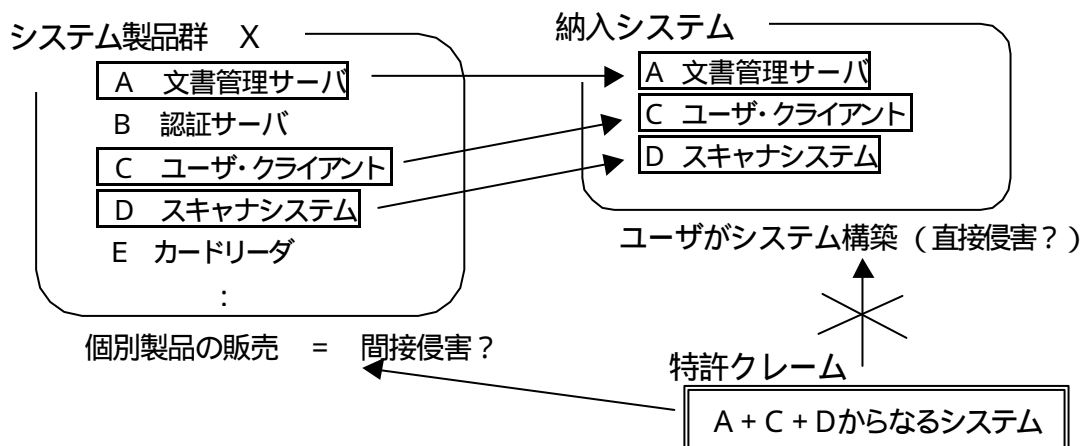 システム製品群 X
A 文書管理サーバ
B 認証サーバ
C ユーザ・クライアント
D スキャナシステム
E カードリーダ
:
個別製品の販売 = 間接侵害?
納入システム
A 文書管理サーバ
C ユーザ・クライアント
D スキャナシステム
ユーザがシステム構築(直接侵害?)
特許クレーム
A+C+Dからなるシステム